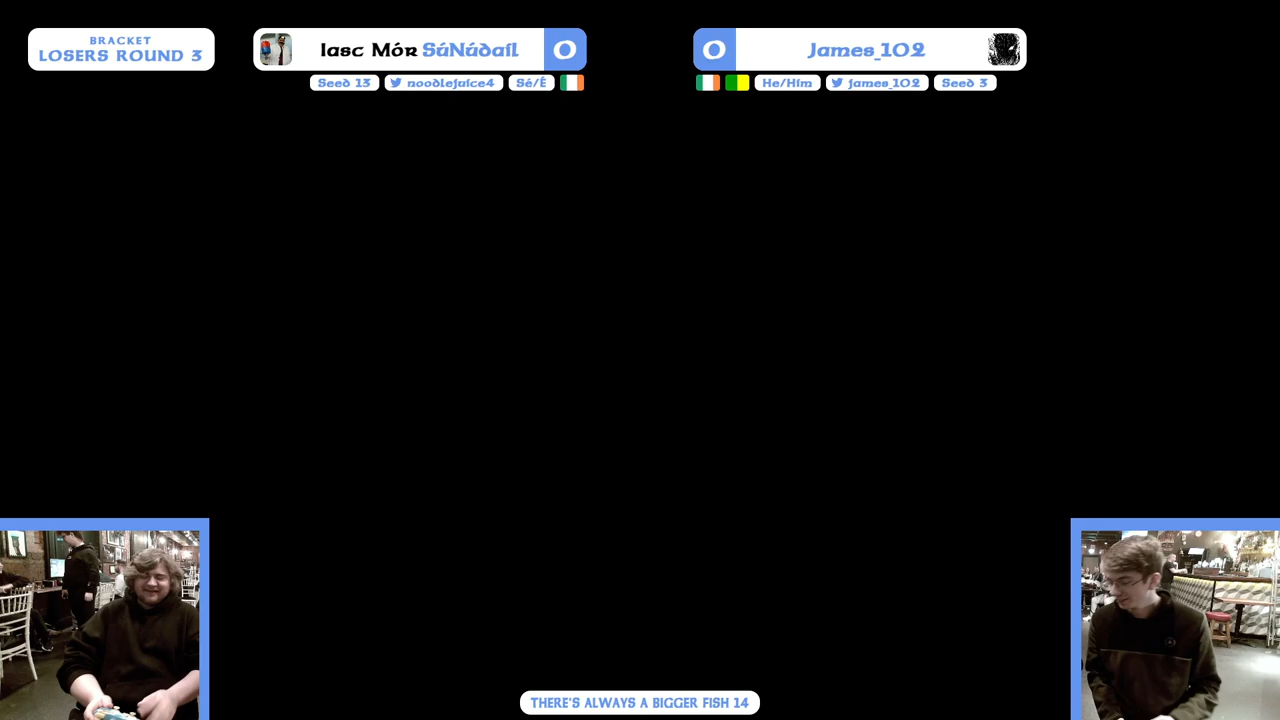 BRACKET
LOSERS ROUND 3
Iasc Mór SúNádaíl 0
Seed 13 noodlejuice4 Sé/É
0 James_102
He/Him james_102 Seed 3
THERE'S ALWAYS A BIGGER FISH 14